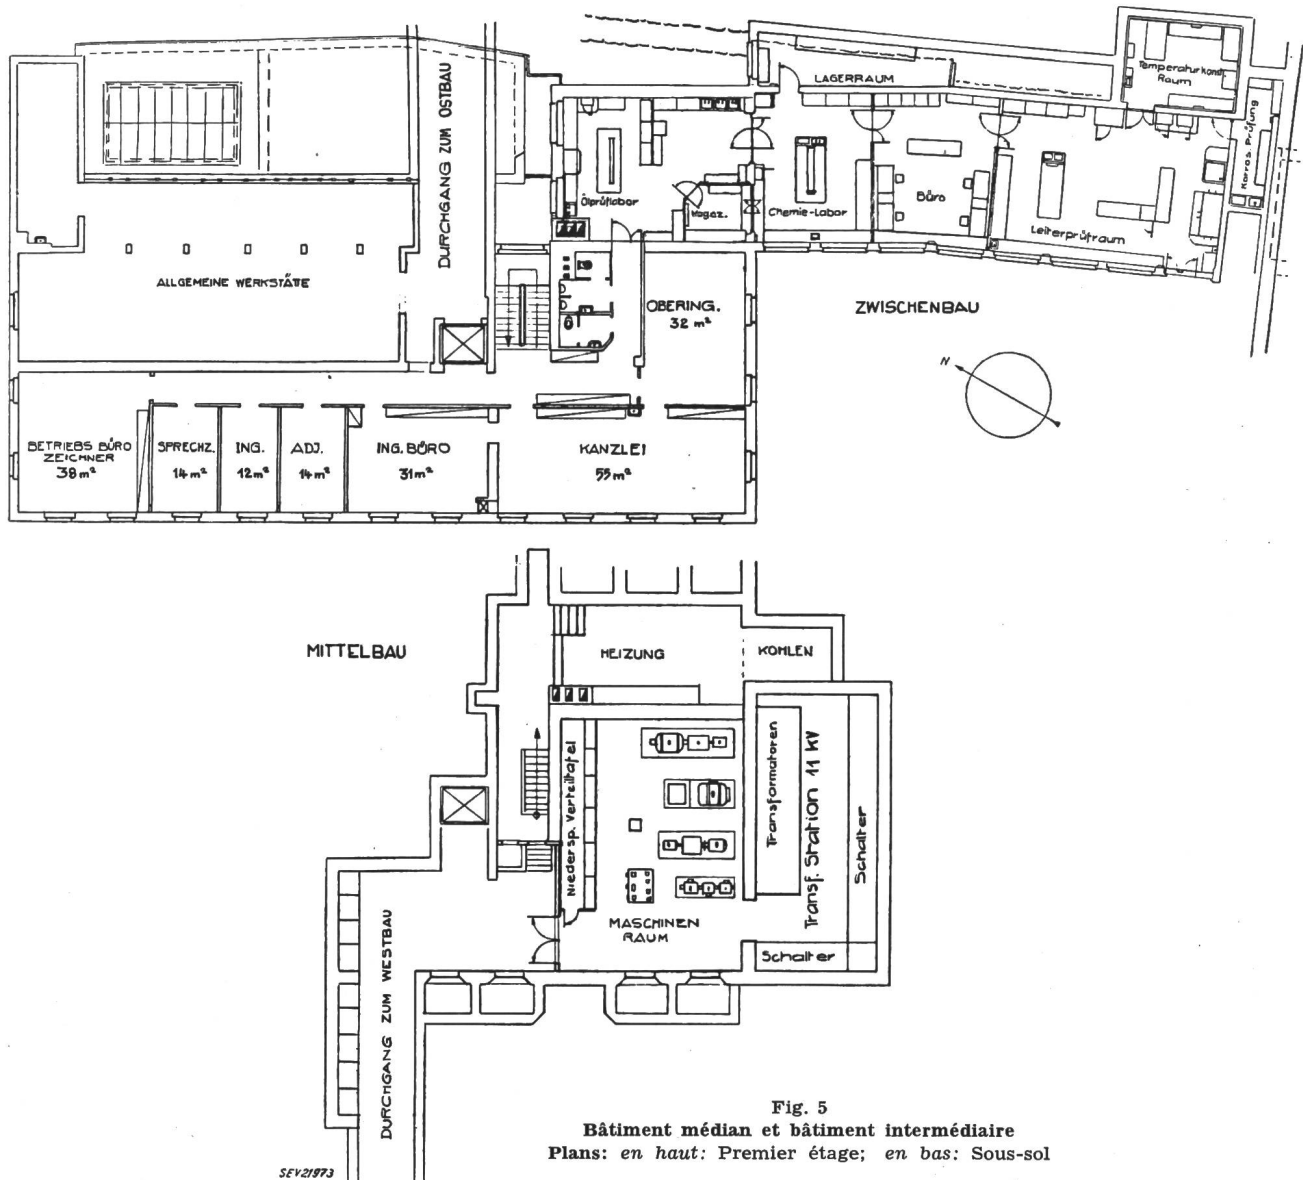 DURCHGANG ZUM OSTBAU
LAGERRAUM
Temperaturkonst.
Raum
Korros. Prüfung
Ölprüflabor
Magaz.
Chemie-Labor
Büro
Leiterprüfraum
ALLGEMEINE WERKSTÄTTE
OBERING.
32 m²
ZWISCHENBAU
N
BETRIEBS BÜRO
ZEICHNER
38 m²
SPRECHZ.
14 m²
ING.
12 m²
ADJ.
14 m²
ING. BÜRO
31 m²
KANZLEI
55 m²
MITTELBAU
HEIZUNG
KOHLEN
Niedersp. Verteiltafel
Transformatoren
Transf. Station 11 kV
Schalter
MASCHINEN
RAUM
Schalter
DURCHGANG ZUM WESTBAU
SEV21973
Fig. 5
Bâtiment médian et bâtiment intermédiaire
Plans: en haut: Premier étage; en bas: Sous-sol